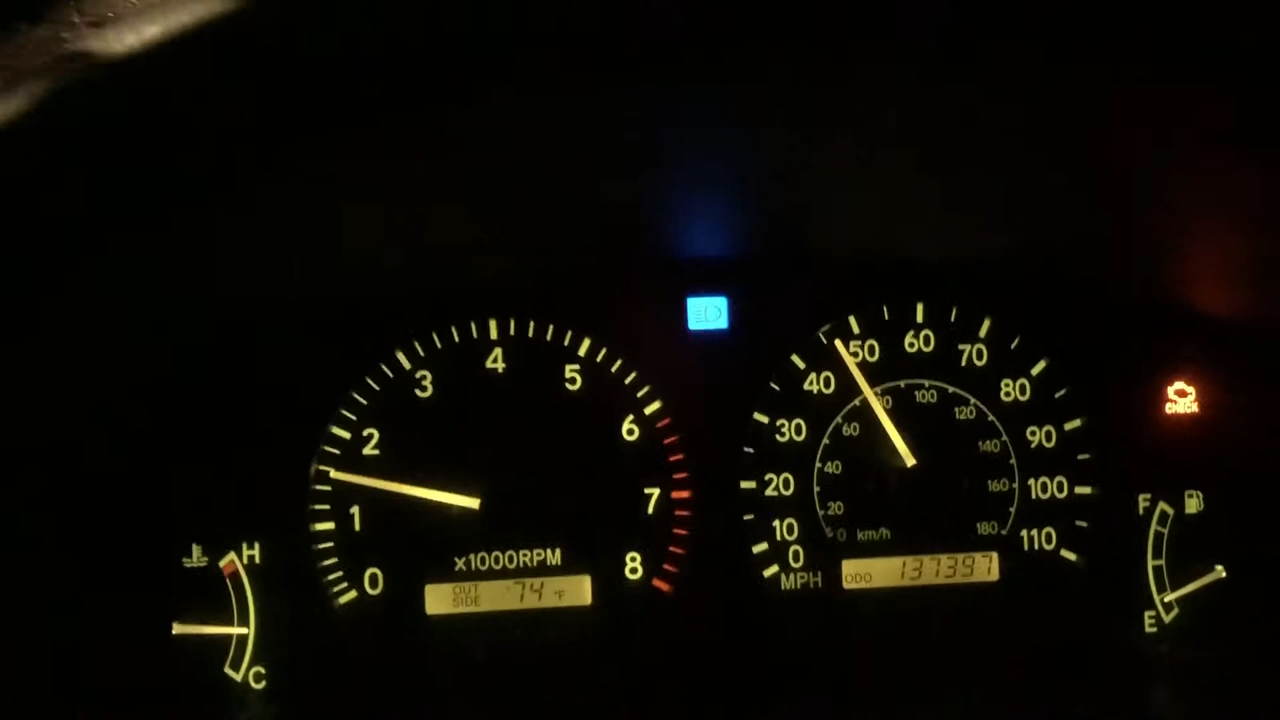 50 60 70
40 80
30 90
20 100
10 110
0
MPH
80 100 120
60 140
40 160
20 180
0 km/h
ODO 137397
4
3 5
2 6
1 7
0 8
x1000RPM
OUT SIDE 74 °F
H
C
CHECK
F
E